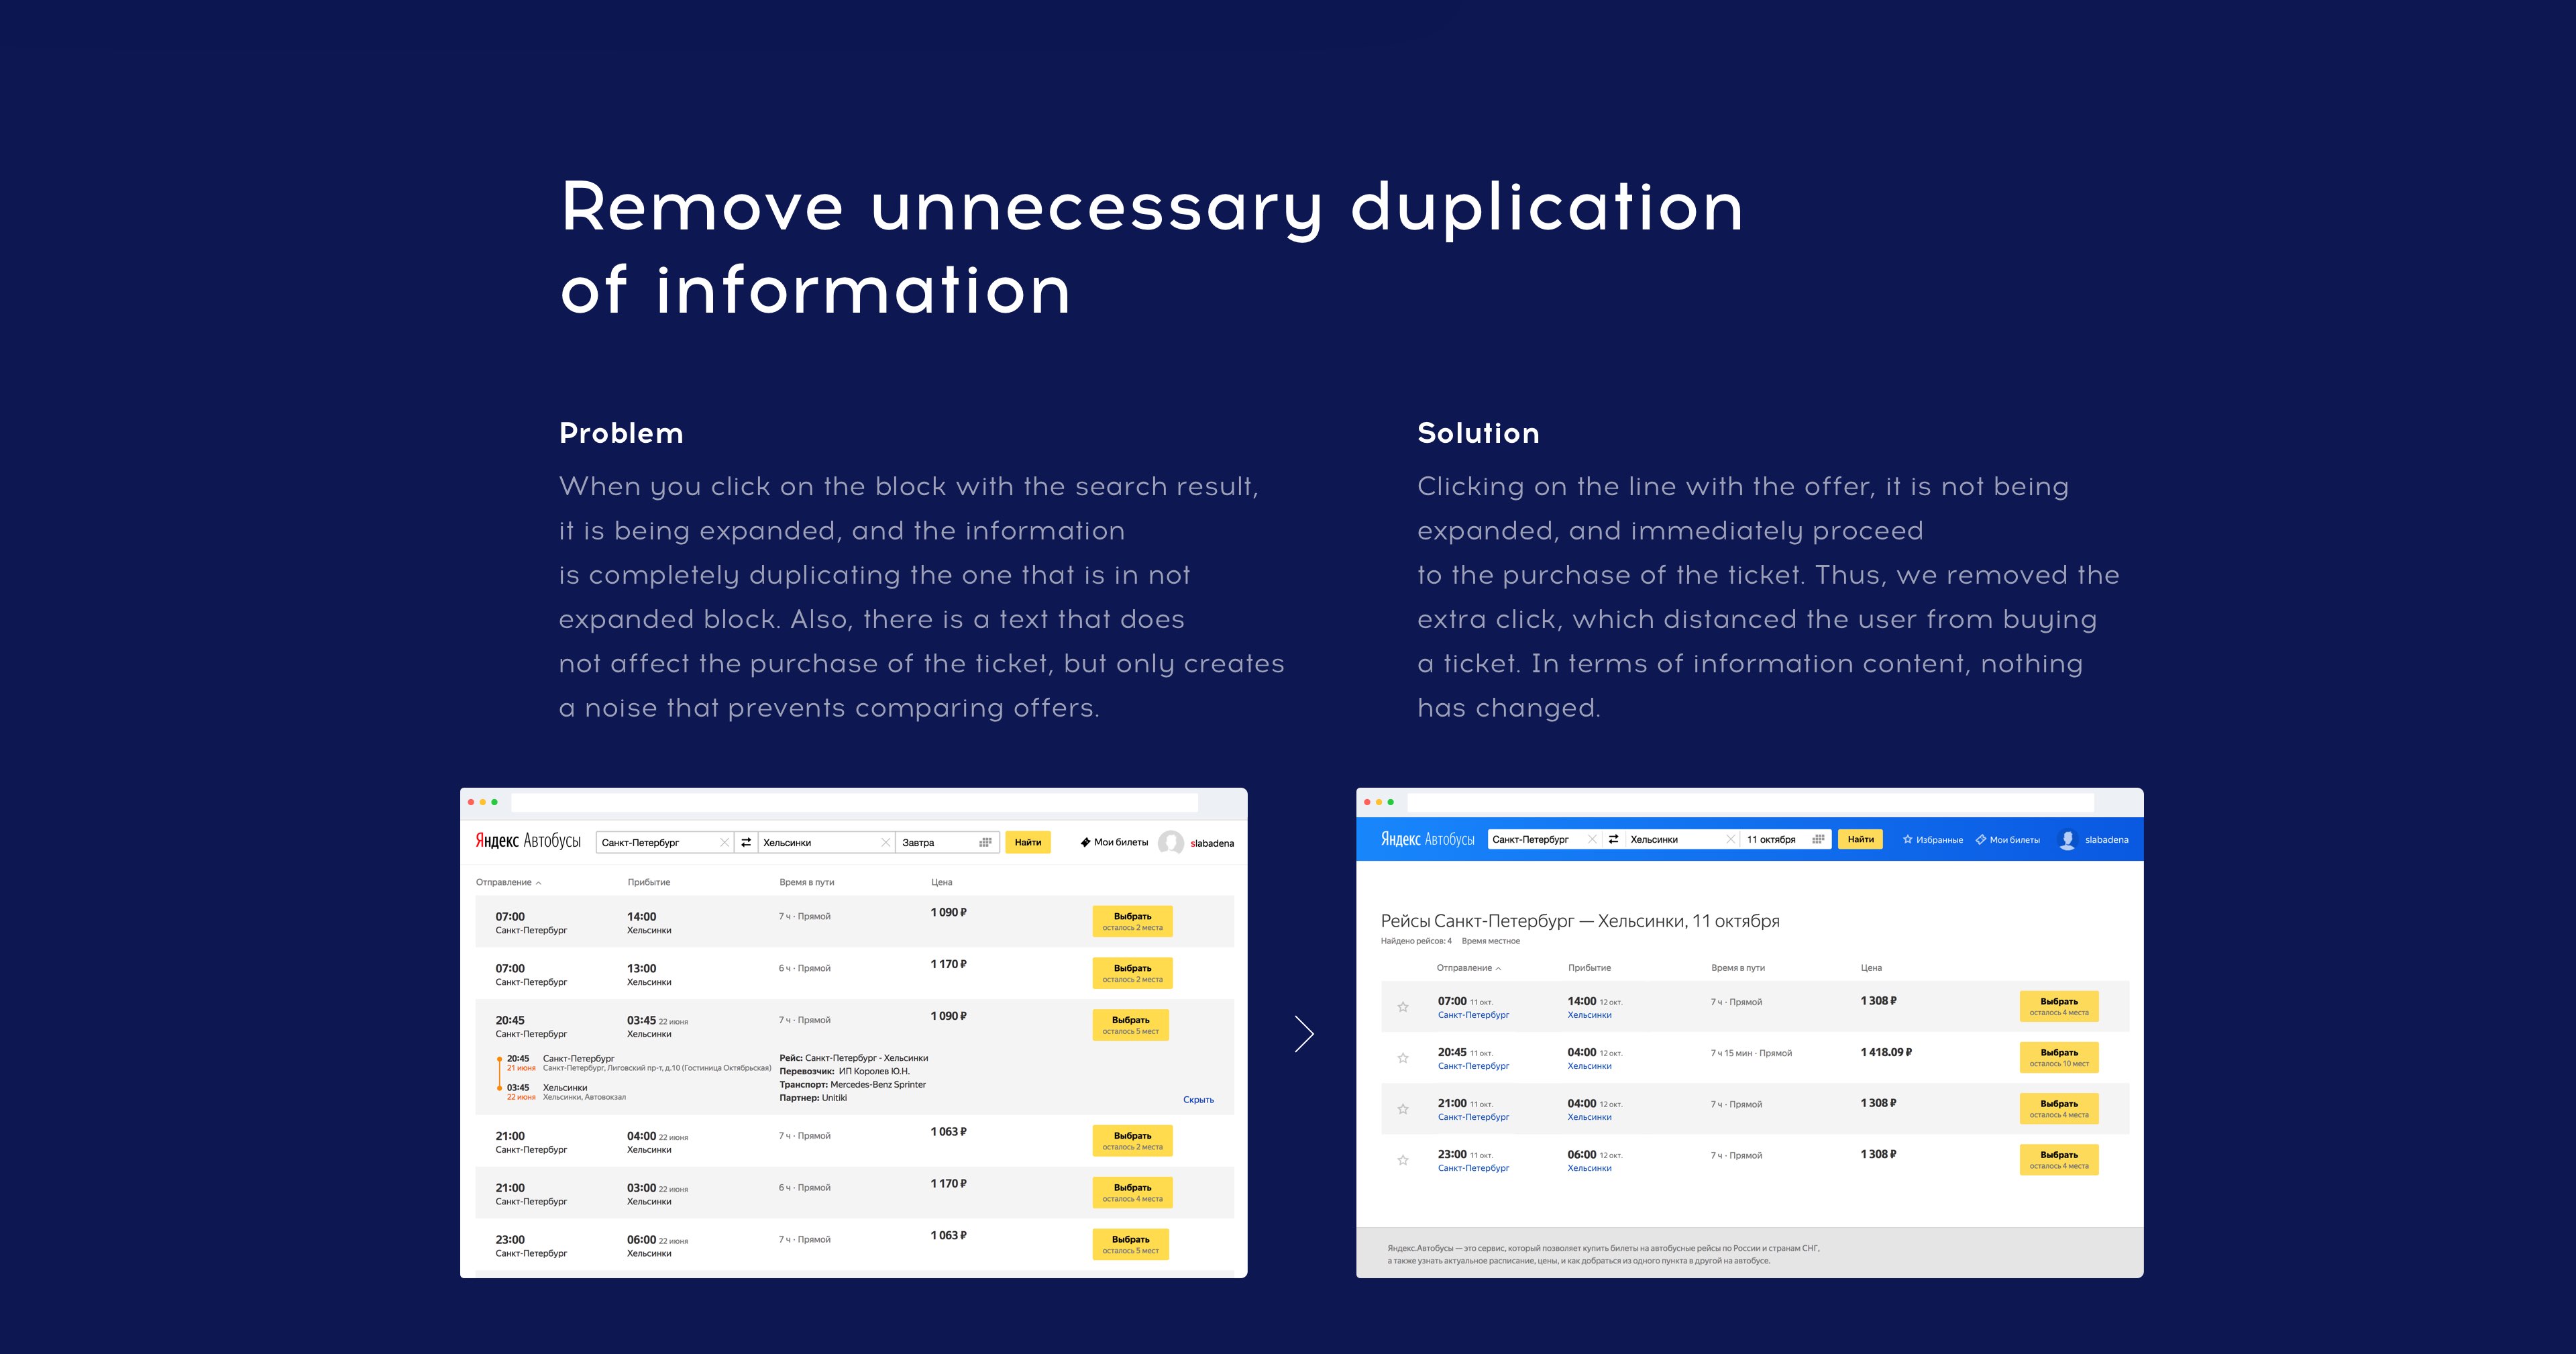 Remove unnecessary duplication
of information
Problem
When you click on the block with the search result,
it is being expanded, and the information
is completely duplicating the one that is in not
expanded block. Also, there is a text that does
not affect the purchase of the ticket, but only creates
a noise that prevents comparing offers.
Solution
Clicking on the line with the offer, it is not being
expanded, and immediately proceed
to the purchase of the ticket. Thus, we removed the
extra click, which distanced the user from buying
a ticket. In terms of information content, nothing
has changed.
Яндекс Автобусы Санкт-Петербург Хельсинки Завтра Найти Мои билеты slabadena
Отправление Прибытие Время в пути Цена
07:00 14:00 7 ч · Прямой 1 090 ₽ Выбрать
Санкт-Петербург Хельсинки осталось 2 места
07:00 13:00 6 ч · Прямой 1 170 ₽ Выбрать
Санкт-Петербург Хельсинки осталось 2 места
20:45 03:45 22 июня 7 ч · Прямой 1 090 ₽ Выбрать
Санкт-Петербург Хельсинки осталось 5 мест
20:45 Санкт-Петербург
21 июня Санкт-Петербург, Лиговский пр-т, д.10 (Гостиница Октябрьская)
03:45 Хельсинки
22 июня Хельсинки, Автовокзал
Рейс: Санкт-Петербург - Хельсинки
Перевозчик: ИП Королев Ю.Н.
Транспорт: Mercedes-Benz Sprinter
Партнер: Unitiki
Скрыть
21:00 04:00 22 июня 7 ч · Прямой 1 063 ₽ Выбрать
Санкт-Петербург Хельсинки осталось 2 места
21:00 03:00 22 июня 6 ч · Прямой 1 170 ₽ Выбрать
Санкт-Петербург Хельсинки осталось 4 места
23:00 06:00 22 июня 7 ч · Прямой 1 063 ₽ Выбрать
Санкт-Петербург Хельсинки осталось 5 мест
Яндекс Автобусы Санкт-Петербург Хельсинки 11 октября Найти Избранные Мои билеты slabadena
Рейсы Санкт-Петербург — Хельсинки, 11 октября
Найдено рейсов: 4 Время местное
Отправление Прибытие Время в пути Цена
07:00 11 окт. 14:00 12 окт. 7 ч · Прямой 1 308 ₽ Выбрать
Санкт-Петербург Хельсинки осталось 4 места
20:45 11 окт. 04:00 12 окт. 7 ч 15 мин · Прямой 1 418.09 ₽ Выбрать
Санкт-Петербург Хельсинки осталось 10 мест
21:00 11 окт. 04:00 12 окт. 7 ч · Прямой 1 308 ₽ Выбрать
Санкт-Петербург Хельсинки осталось 4 места
23:00 11 окт. 06:00 12 окт. 7 ч · Прямой 1 308 ₽ Выбрать
Санкт-Петербург Хельсинки осталось 4 места
Яндекс.Автобусы — это сервис, который позволяет купить билеты на автобусные рейсы по России и странам СНГ,
а также узнать актуальное расписание, цены, и как добраться из одного пункта в другой на автобусе.